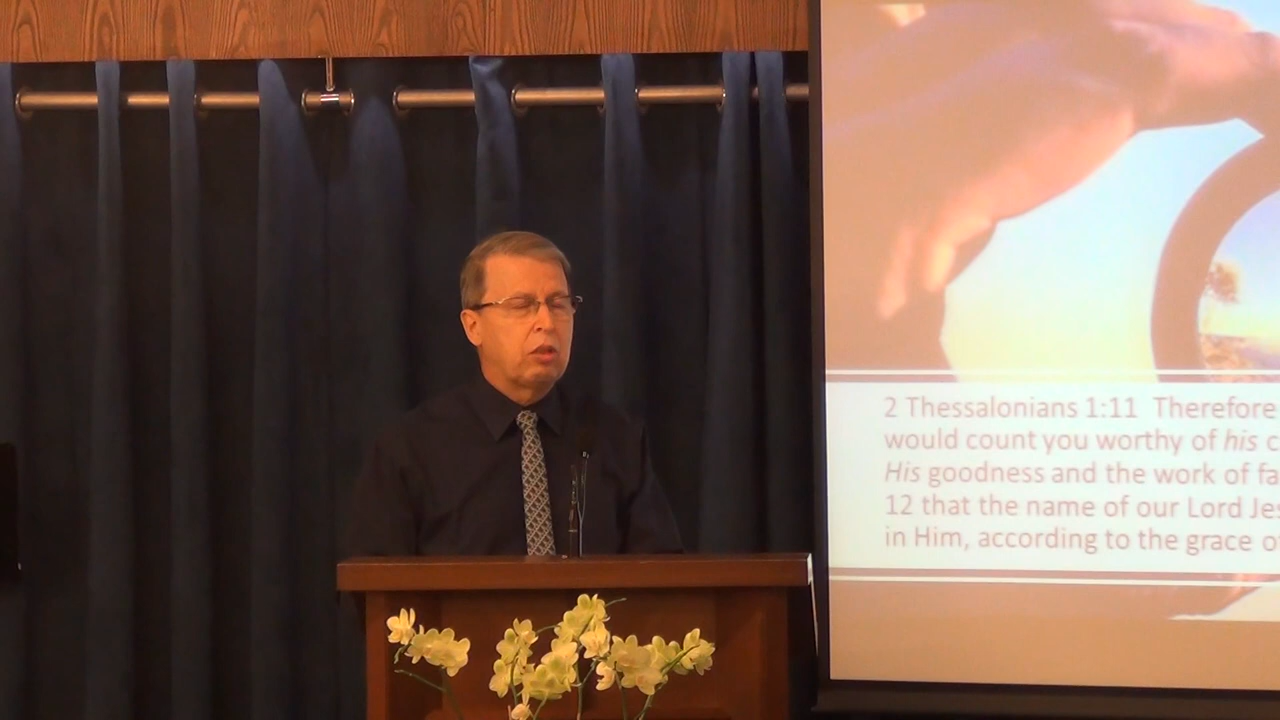 2 Thessalonians 1:11 Therefore
would count you worthy of his
His goodness and the work of
12 that the name of our Lord
in Him, according to the grace